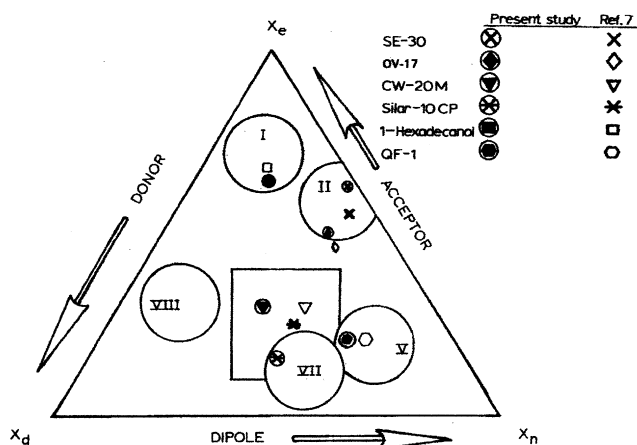 Xe
Present study Ref. 7
SE-30
OV-17
CW-20M
Silar-10CP
1-Hexadecanol
QF-1
I
II
DONOR
ACCEPTOR
VIII
V
VII
Xd
DIPOLE
Xn